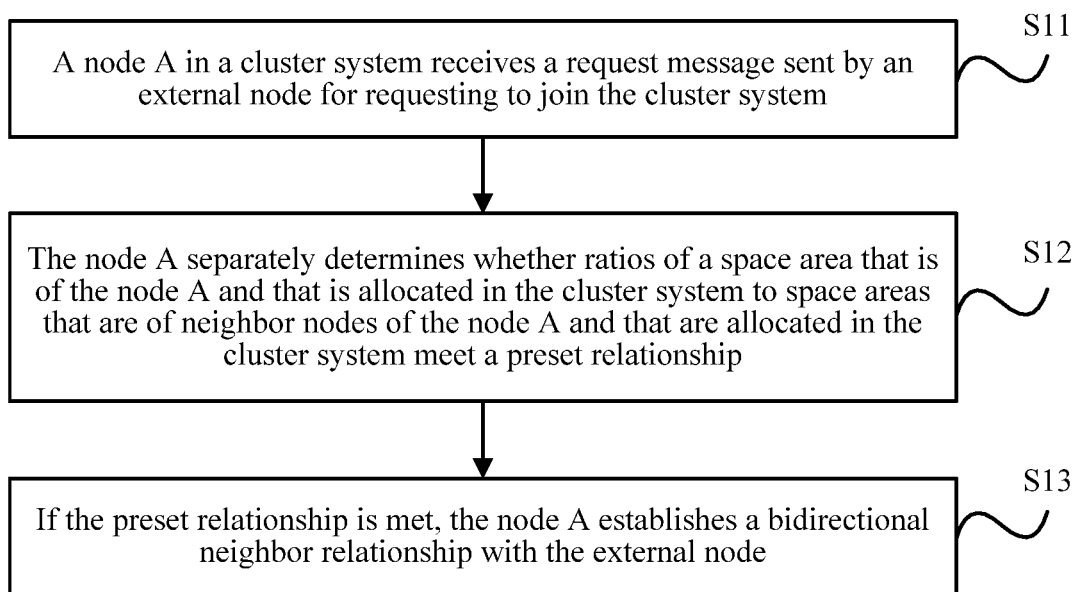 S11
A node A in a cluster system receives a request message sent by an
external node for requesting to join the cluster system
S12
The node A separately determines whether ratios of a space area that is
of the node A and that is allocated in the cluster system to space areas
that are of neighbor nodes of the node A and that are allocated in the
cluster system meet a preset relationship
S13
If the preset relationship is met, the node A establishes a bidirectional
neighbor relationship with the external node